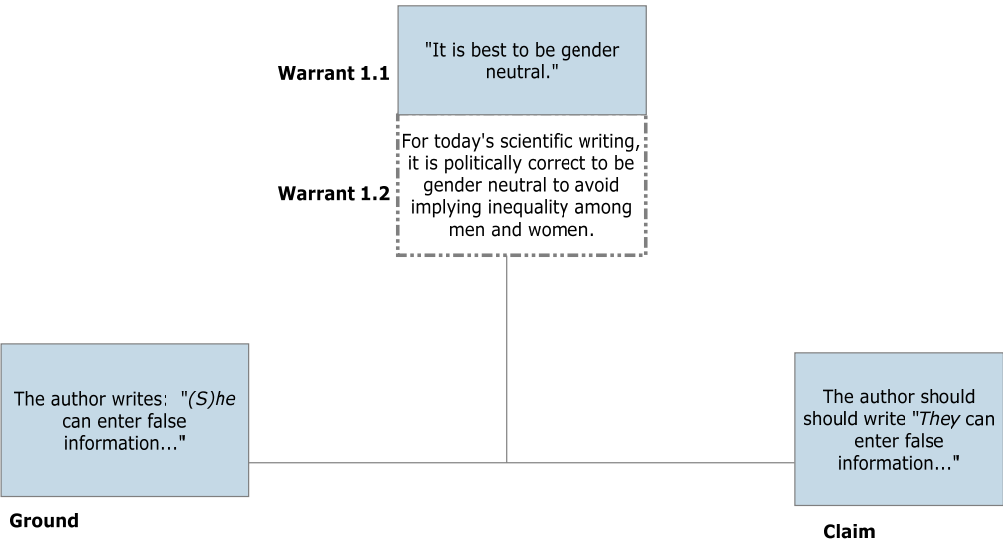 "It is best to be gender
neutral."
Warrant 1.1
For today's scientific writing,
it is politically correct to be
gender neutral to avoid
implying inequality among
men and women.
Warrant 1.2
The author writes: "(S)he
can enter false
information..."
Ground
The author should
should write "They can
enter false
information..."
Claim